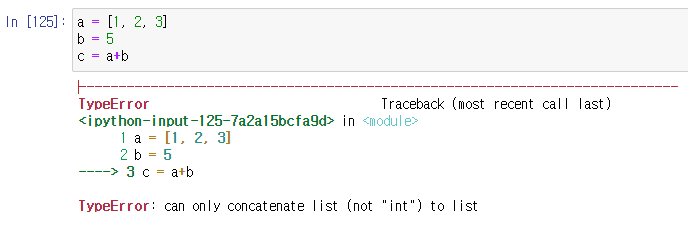 In [125]: a = [1, 2, 3]
b = 5
c = a+b
TypeError Traceback (most recent call last)
<ipython-input-125-7a2a15bcfa9d> in <module>
1 a = [1, 2, 3]
2 b = 5
----> 3 c = a+b
TypeError: can only concatenate list (not "int") to list